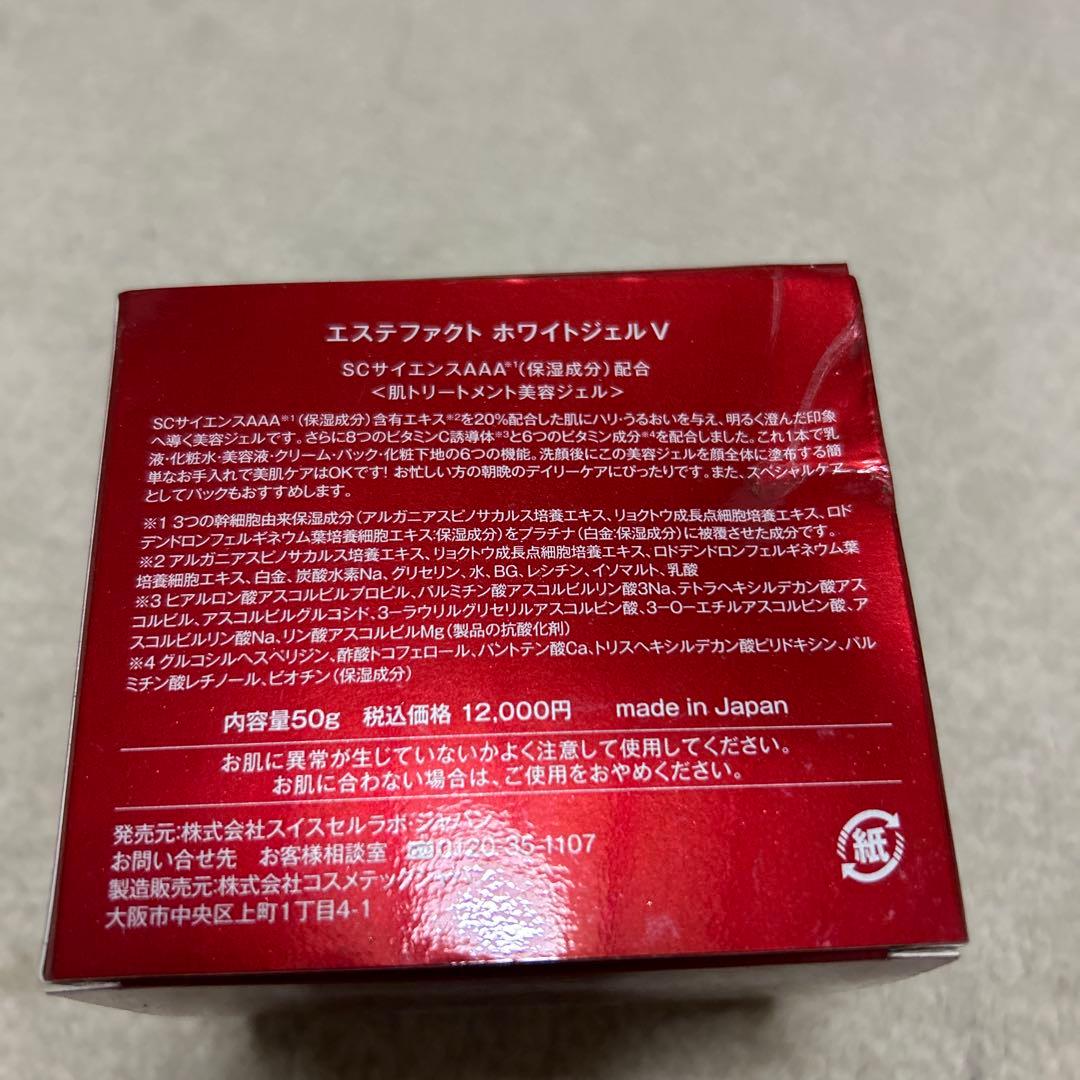 エステファクト ホワイトジェルV
SCサイエンスAAA※1(保湿成分)配合
<肌トリートメント美容ジェル>
SCサイエンスAAA※1(保湿成分)含有エキス※2を20%配合した肌にハリ・うるおいを与え、明るく澄んだ印象
へ導く美容ジェルです。さらに8つのビタミンC誘導体※3と6つのビタミン成分※4を配合しました。これ1本で乳
液・化粧水・美容液・クリーム・パック・化粧下地の6つの機能。洗顔後にこの美容ジェルを顔全体に塗布する簡
単なお手入れで美肌ケアはOKです!お忙しい方の朝晩のデイリーケアにぴったりです。また、スペシャルケア
としてパックもおすすめします。
※1 3つの幹細胞由来保湿成分(アルガニアスピノサカルス培養エキス、リョクトウ成長点細胞培養エキス、ロド
デンドロンフェルギネウム葉培養細胞エキス:保湿成分)をプラチナ(白金:保湿成分)に被覆させた成分です。
※2 アルガニアスピノサカルス培養エキス、リョクトウ成長点細胞培養エキス、ロドデンドロンフェルギネウム葉
培養細胞エキス、白金、炭酸水素Na、グリセリン、水、BG、レシチン、イソマルト、乳酸
※3 ヒアルロン酸アスコルビルプロピル、パルミチン酸アスコルビルリン酸3Na、テトラヘキシルデカン酸アス
コルビル、アスコルビルグルコシド、3-ラウリルグリセリルアスコルビン酸、3-O-エチルアスコルビン酸、ア
スコルビルリン酸Na、リン酸アスコルビルMg(製品の抗酸化剤)
※4 グルコシルヘスペリジン、酢酸トコフェロール、パントテン酸Ca、トリスヘキシルデカン酸ピリドキシン、パル
ミチン酸レチノール、ビオチン(保湿成分)
内容量50g 税込価格 12,000円 made in Japan
お肌に異常が生じていないかよく注意して使用してください。
お肌に合わない場合は、ご使用をおやめください。
発売元:株式会社スイスセルラボ・ジャパン
お問い合せ先 お客様相談室 0120-35-1107
製造販売元:株式会社コスメテックジャパン
大阪市中央区上町1丁目4-1
紙